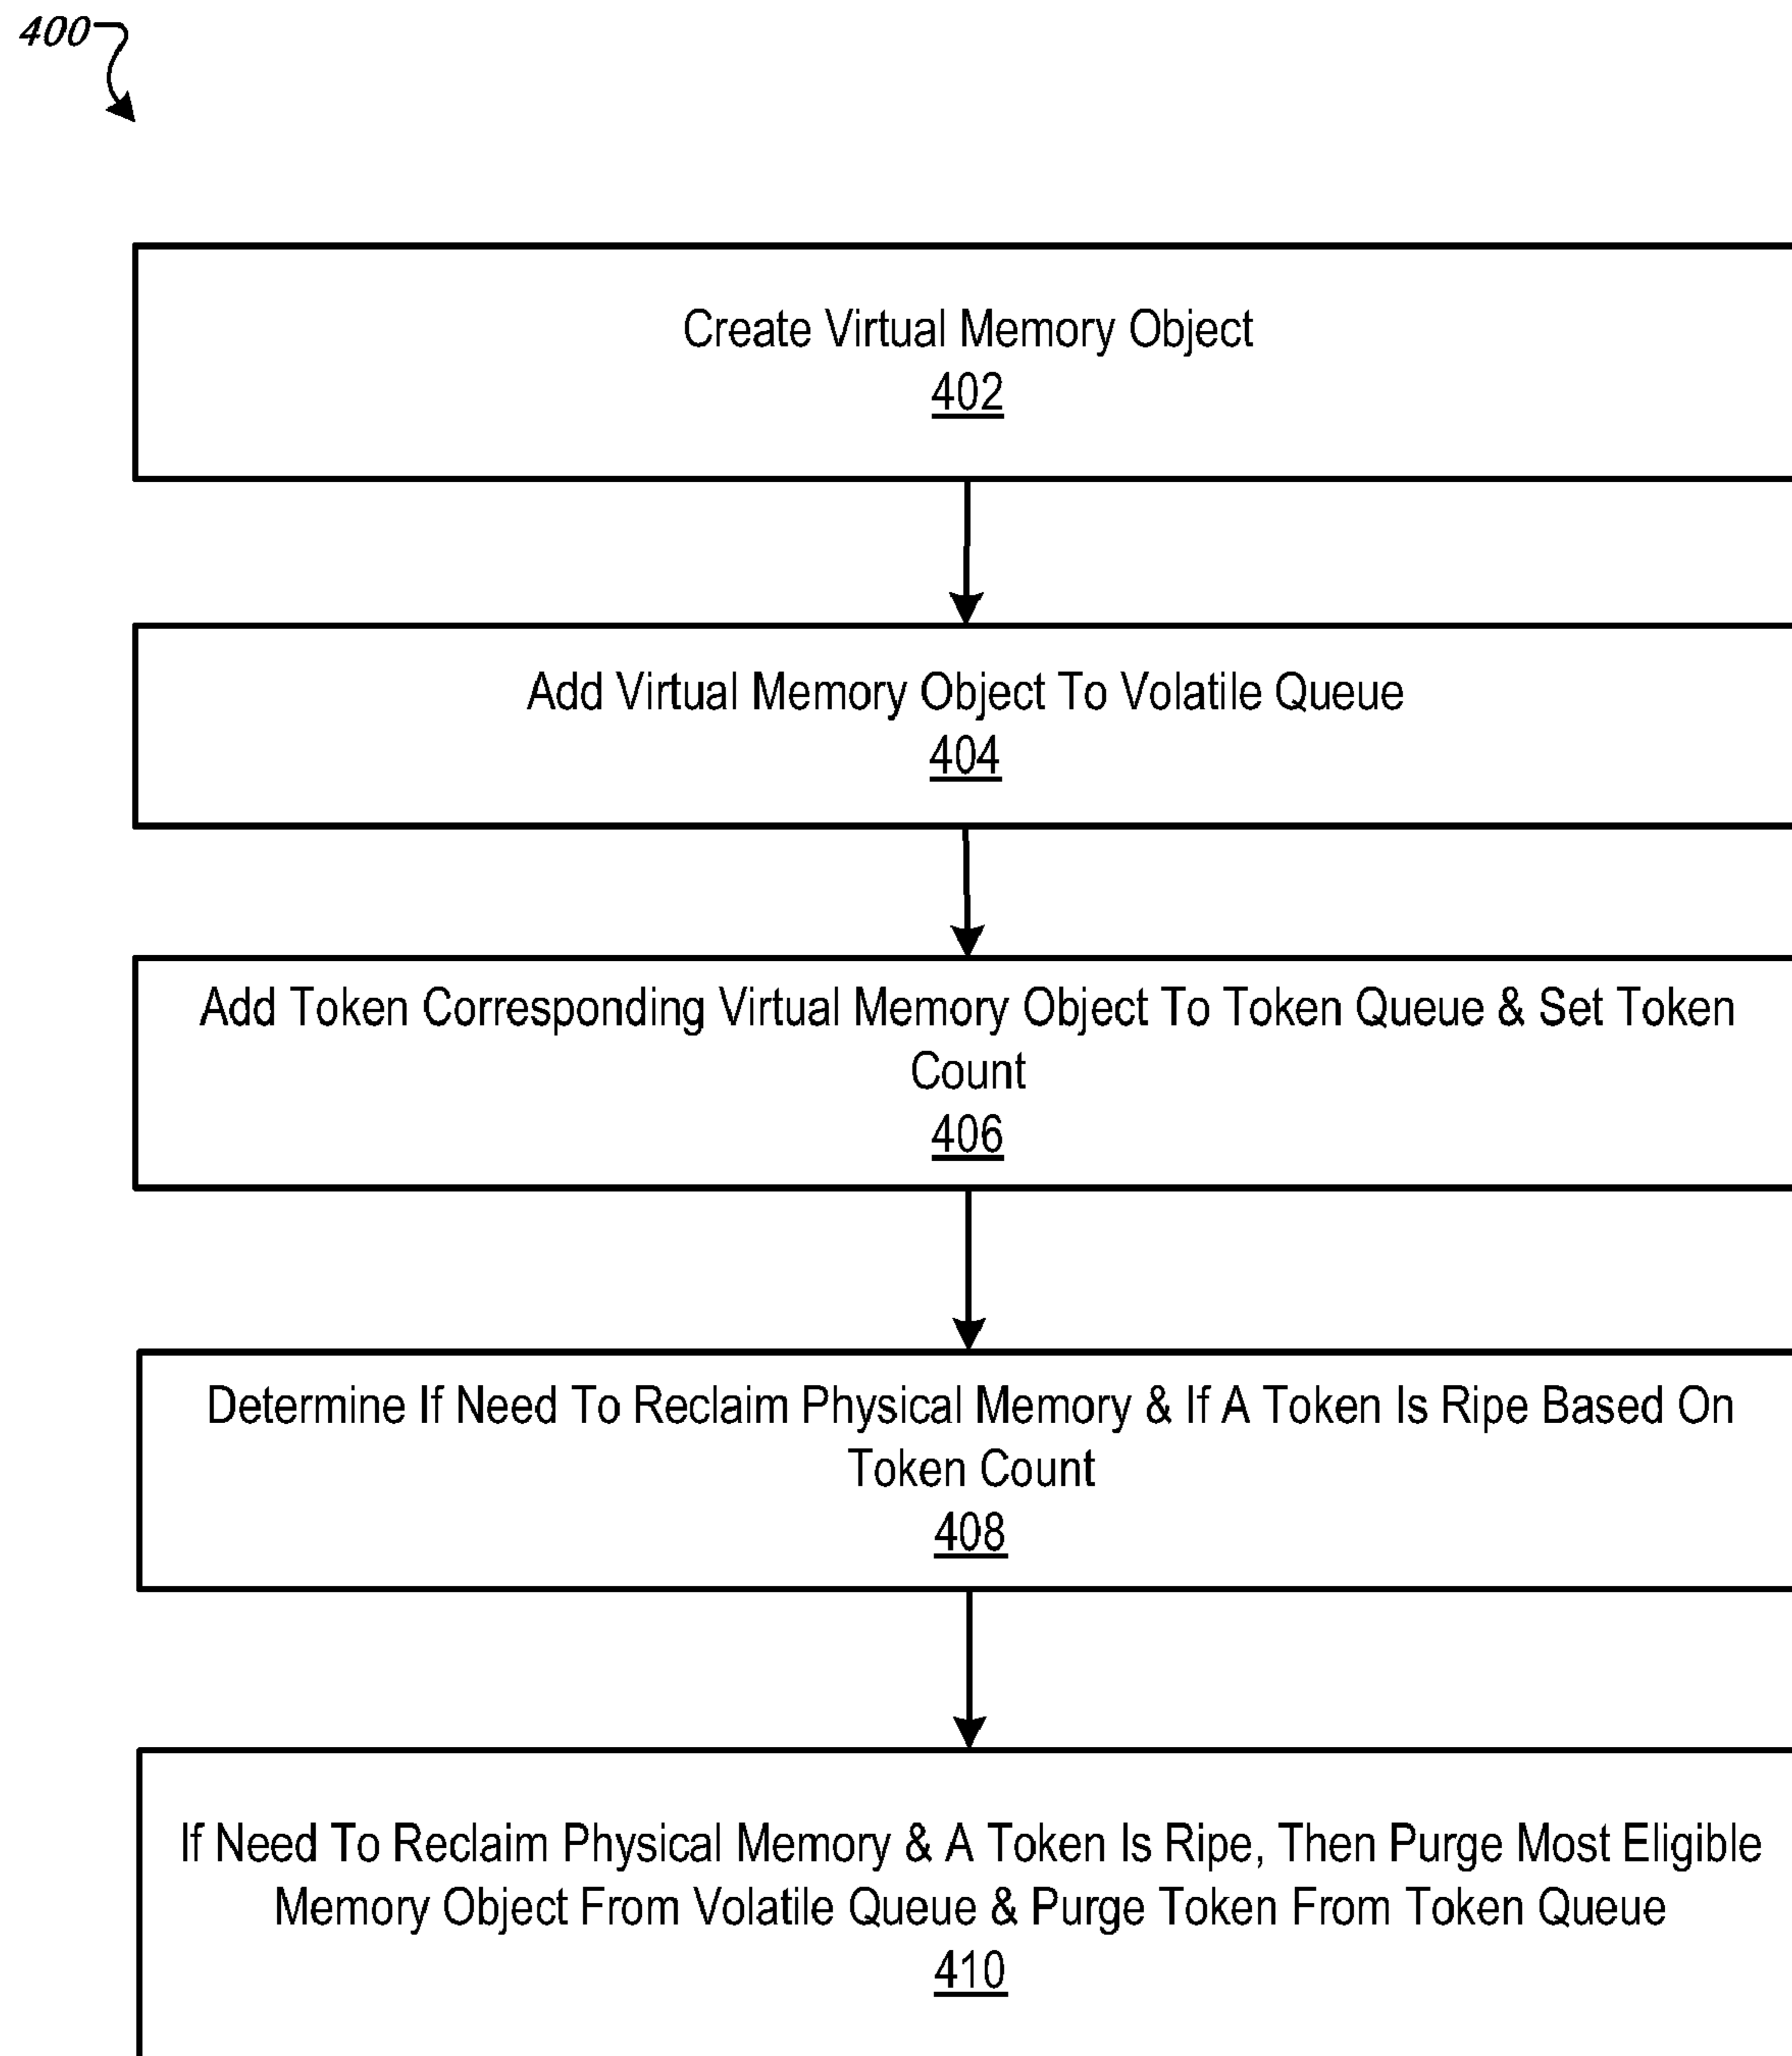 400
Create Virtual Memory Object
402
Add Virtual Memory Object To Volatile Queue
404
Add Token Corresponding Virtual Memory Object To Token Queue & Set Token
Count
406
Determine If Need To Reclaim Physical Memory & If A Token Is Ripe Based On
Token Count
408
If Need To Reclaim Physical Memory & A Token Is Ripe, Then Purge Most Eligible
Memory Object From Volatile Queue & Purge Token From Token Queue
410